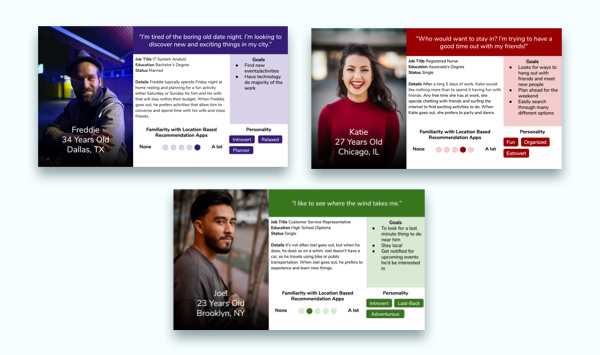 "I'm tired of the boring old date night. I'm looking to
discover new and exciting things in my city."
Freddie
34 Years Old
Dallas, TX
Job Title IT System Analyst
Education Bachelor's Degree
Status Married
Details Freddie typically spends Friday night at
home resting and planning for a fun activity
either Saturday or Sunday for him and his wife
that will stay within their budget. When Freddie
goes out, he prefers activities that allow him to
converse and spend time with his wife and close
friends.
Goals
Find new
events/activities
Have technology
do majority of the
work
Familiarity with Location Based
Recommendation Apps
None
A lot
Personality
Introvert
Relaxed
Planner
"Who would want to stay in? I'm trying to have a
good time out with my friends!"
Katie
27 Years Old
Chicago, IL
Job Title Registered Nurse
Education Associate's Degree
Status Single
Details After a long 5 days of work, Katie would
like nothing more than to spend it having fun with
friends. Any free time she has at work, she
spends chatting with friends and surfing the
internet to find exciting activities to do. When
Katie goes out, she prefers to party and dance.
Goals
Looks for ways
to hang out with
friends and meet
new people
Plan ahead for the
weekend
Easily search
through many
different options
Familiarity with Location Based
Recommendation Apps
None
A lot
Personality
Fun
Organized
Extrovert
"I like to see where the wind takes me."
Joel
23 Years Old
Brooklyn, NY
Job Title Customer Service Representative
Education High School Diploma
Status Single
Details It's not often Joel goes out, but when he
does, he does so on a whim. Joel doesn't have a
car, so he travels using bike or public
transportation. When Joel goes out, he prefers to
experience and learn new things.
Goals
To look for a last
minute thing to do
near him
Stay local
Get notified for
upcoming events
he'd be interested
in
Familiarity with Location Based
Recommendation Apps
None
A lot
Personality
Introvert
Laid-Back
Adventurous